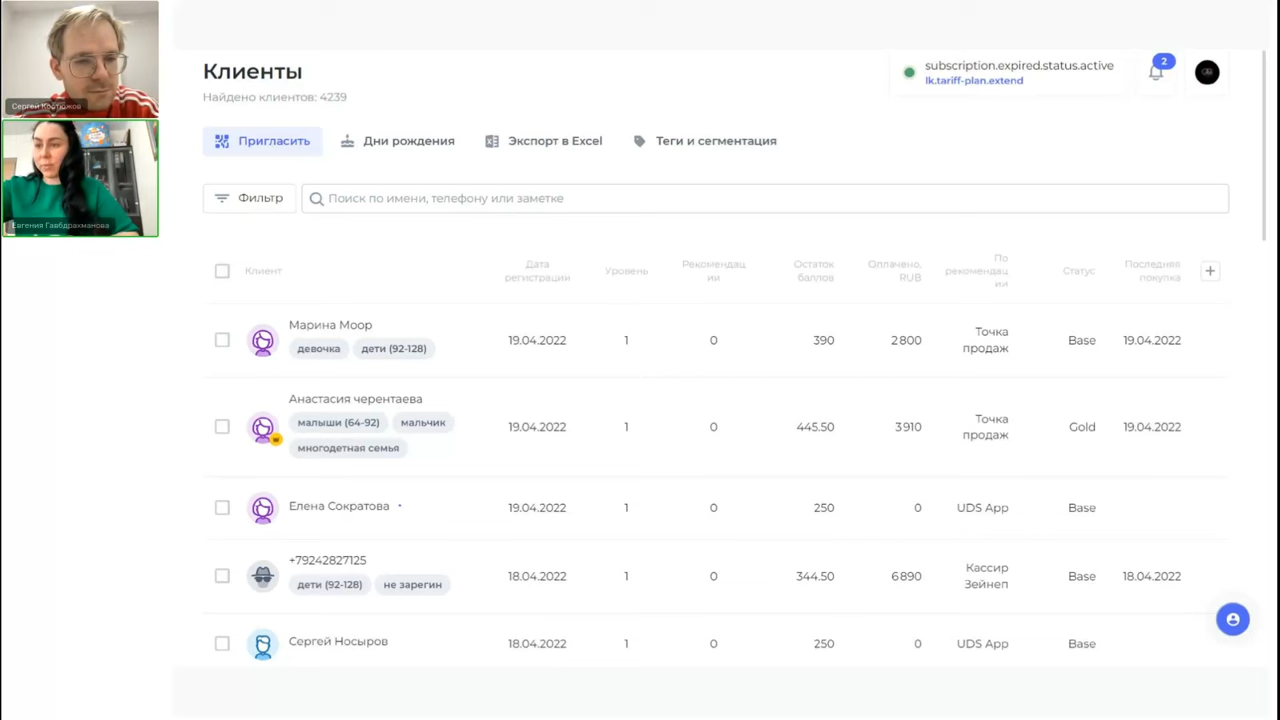 Сергей Костюков
Евгения Гавбдрахманова
Клиенты
Найдено клиентов: 4239
subscription.expired.status.active
lk.tariff-plan.extend
2
Пригласить
Дни рождения
Экспорт в Excel
Теги и сегментация
Фильтр
Поиск по имени, телефону или заметке
Клиент
Дата
регистрации
Уровень
Рекомендац
ии
Остаток
баллов
Оплачено,
RUB
По
рекомендац
ии
Статус
Последняя
покупка
Марина Моор
девочка дети (92-128)
19.04.2022
1
0
390
2 800
Точка
продаж
Base
19.04.2022
Анастасия черентаева
малыши (64-92) мальчик
многодетная семья
19.04.2022
1
0
445.50
3 910
Точка
продаж
Gold
19.04.2022
Елена Сократова
19.04.2022
1
0
250
0
UDS App
Base
+79242827125
дети (92-128) не зарегин
18.04.2022
1
0
344.50
6 890
Кассир
Зейнеп
Base
18.04.2022
Сергей Носыров
18.04.2022
1
0
250
0
UDS App
Base